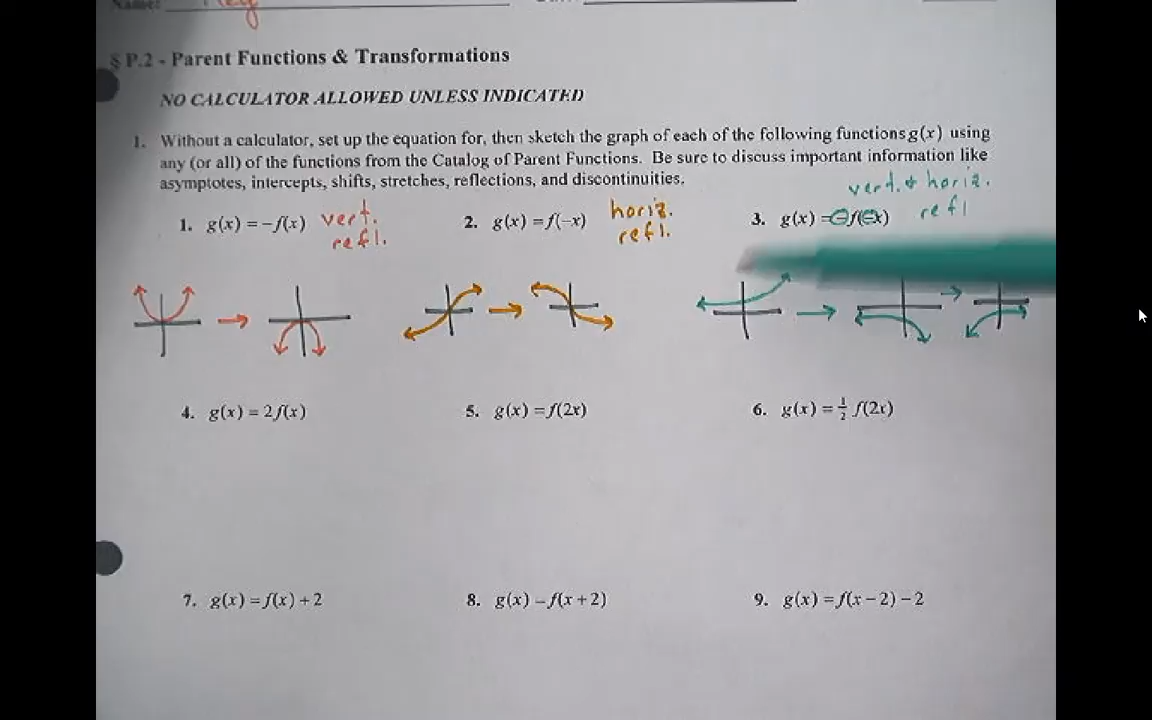 Name:
§ P.2 - Parent Functions & Transformations
NO CALCULATOR ALLOWED UNLESS INDICATED
1. Without a calculator, set up the equation for, then sketch the graph of each of the following functions g(x) using
any (or all) of the functions from the Catalog of Parent Functions. Be sure to discuss important information like
asymptotes, intercepts, shifts, stretches, reflections, and discontinuities.
1. g(x) = -f(x) vert. refl.
2. g(x) = f(-x) horiz. refl.
3. g(x) = -f(-x) vert. & horiz. refl
4. g(x) = 2f(x)
5. g(x) = f(2x)
6. g(x) = 1/2 f(2x)
7. g(x) = f(x) + 2
8. g(x) = f(x + 2)
9. g(x) = f(x - 2) - 2